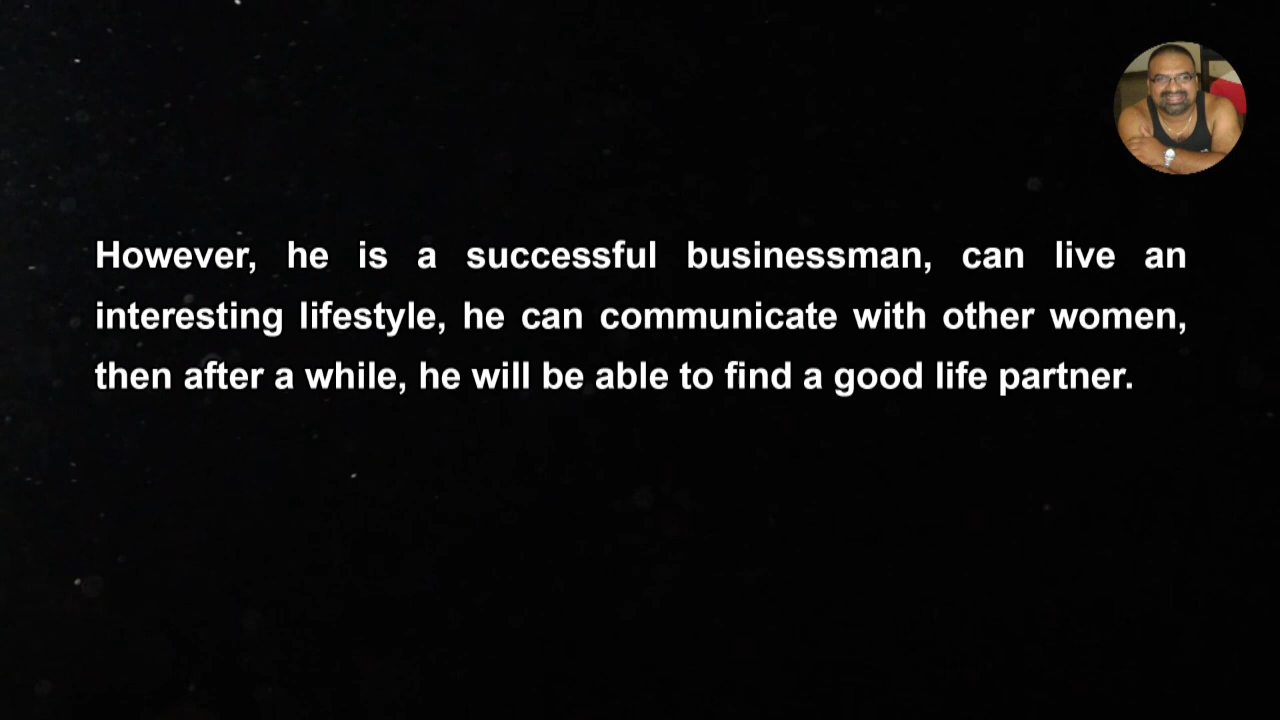 However, he is a successful businessman, can live an
interesting lifestyle, he can communicate with other women,
then after a while, he will be able to find a good life partner.